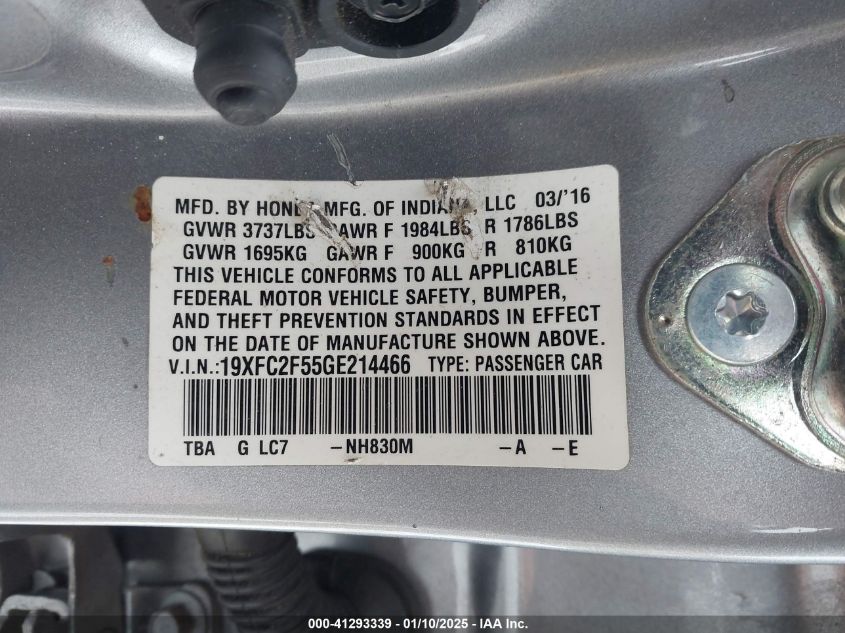 MFD. BY HONDA MFG. OF INDIANA, LLC 03/'16
GVWR 3737LBS GAWR F 1984LBS R 1786LBS
GVWR 1695KG GAWR F 900KG R 810KG
THIS VEHICLE CONFORMS TO ALL APPLICABLE
FEDERAL MOTOR VEHICLE SAFETY, BUMPER,
AND THEFT PREVENTION STANDARDS IN EFFECT
ON THE DATE OF MANUFACTURE SHOWN ABOVE.
V.I.N.:19XFC2F55GE214466 TYPE: PASSENGER CAR
TBA G LC7 -NH830M -A -E
000-41293339 - 01/10/2025 - IAA Inc.